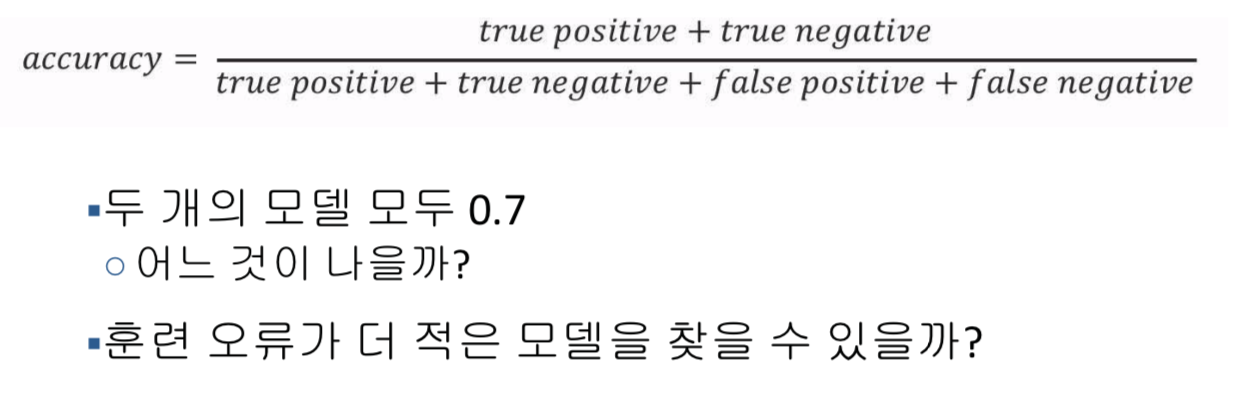 accuracy = true positive + true negative / true positive + true negative + false positive + false negative
▪두 개의 모델 모두 0.7
○ 어느 것이 나을까?
▪훈련 오류가 더 적은 모델을 찾을 수 있을까?